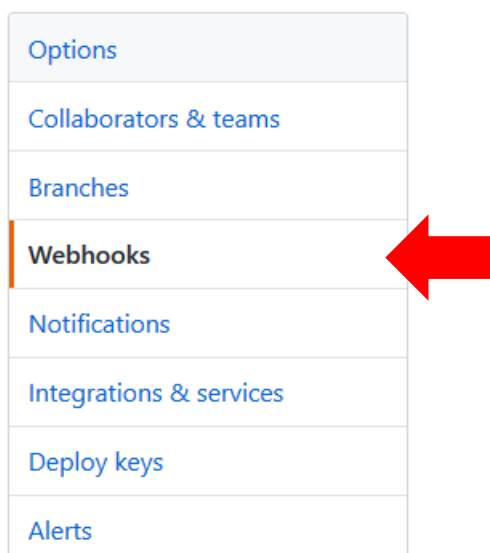 Options
Collaborators & teams
Branches
Webhooks
Notifications
Integrations & services
Deploy keys
Alerts